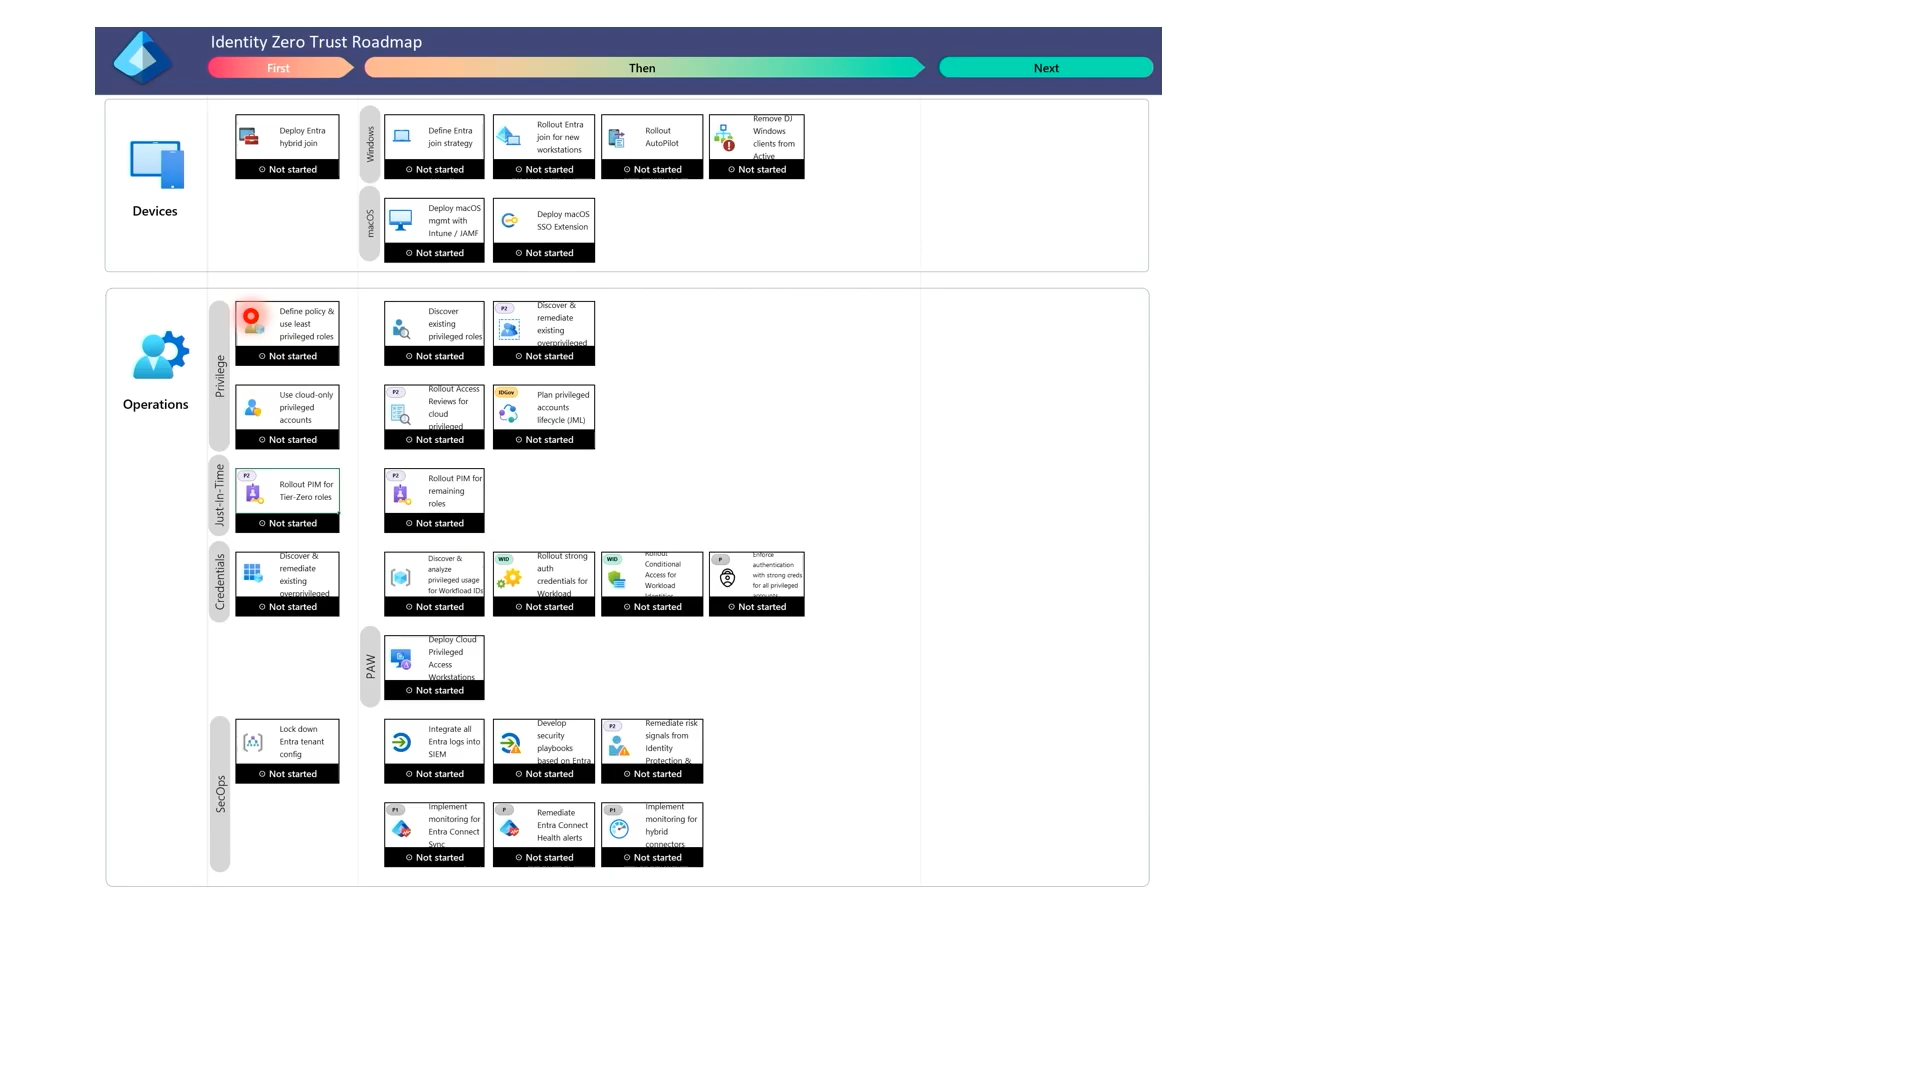 Identity Zero Trust Roadmap
First
Then
Next
Devices
Deploy Entra
hybrid join
Not started
Windows
Define Entra
join strategy
Not started
Rollout Entra
join for new
workstations
Not started
Rollout
AutoPilot
Not started
Remove DJ
Windows
clients from
Active
Not started
macOS
Deploy macOS
mgmt with
Intune / JAMF
Not started
Deploy macOS
SSO Extension
Not started
Operations
Privilege
Define policy &
use least
privileged roles
Not started
Discover
existing
privileged roles
Not started
P2
Discover &
remediate
existing
overprivileged
Not started
Use cloud-only
privileged
accounts
Not started
P2
Rollout Access
Reviews for
cloud
privileged
Not started
IDGov
Plan privileged
accounts
lifecycle (JML)
Not started
Just-In-Time
P2
Rollout PIM for
Tier-Zero roles
Not started
P2
Rollout PIM for
remaining
roles
Not started
Credentials
Discover &
remediate
existing
overprivileged
Not started
Discover &
analyze
privileged usage
for Workfload IDs
Not started
WID
Rollout strong
auth
credentials for
Workload
Not started
WID
Rollout
Conditional
Access for
Workload
Identities
Not started
P
Enforce
authentication
with strong creds
for all privileged
accounts
Not started
PAW
Deploy Cloud
Privileged
Access
Workstations
Not started
SecOps
Lock down
Entra tenant
config
Not started
Integrate all
Entra logs into
SIEM
Not started
Develop
security
playbooks
based on Entra
Not started
P2
Remediate risk
signals from
Identity
Protection &
Not started
P1
Implement
monitoring for
Entra Connect
Sync
Not started
P
Remediate
Entra Connect
Health alerts
Not started
P1
Implement
monitoring for
hybrid
connectors
Not started